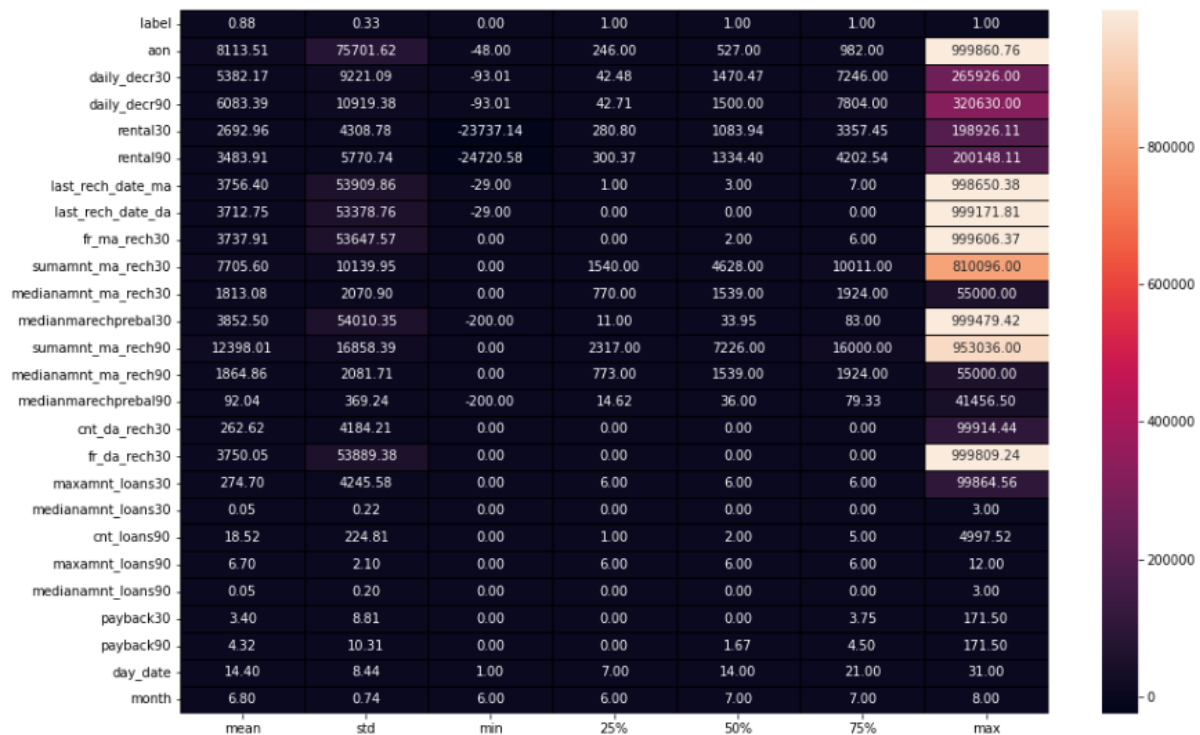 label 0.88 0.33 0.00 1.00 1.00 1.00 1.00
aon 8113.51 75701.62 -48.00 246.00 527.00 982.00 999860.76
daily_decr30 5382.17 9221.09 -93.01 42.48 1470.47 7246.00 265926.00
daily_decr90 6083.39 10919.38 -93.01 42.71 1500.00 7804.00 320630.00
rental30 2692.96 4308.78 -23737.14 280.80 1083.94 3357.45 198926.11
800000
rental90 3483.91 5770.74 -24720.58 300.37 1334.40 4202.54 200148.11
last_rech_date_ma 3756.40 53909.86 -29.00 1.00 3.00 7.00 998650.38
last_rech_date_da 3712.75 53378.76 -29.00 0.00 0.00 0.00 999171.81
fr_ma_rech30 3737.91 53647.57 0.00 0.00 2.00 6.00 999606.37
sumamnt_ma_rech30 7705.60 10139.95 0.00 1540.00 4628.00 10011.00 810096.00
600000
medianamnt_ma_rech30 1813.08 2070.90 0.00 770.00 1539.00 1924.00 55000.00
medianmarechprebal30 3852.50 54010.35 -200.00 11.00 33.95 83.00 999479.42
sumamnt_ma_rech90 12398.01 16858.39 0.00 2317.00 7226.00 16000.00 953036.00
medianamnt_ma_rech90 1864.86 2081.71 0.00 773.00 1539.00 1924.00 55000.00
medianmarechprebal90 92.04 369.24 -200.00 14.62 36.00 79.33 41456.50
400000
cnt_da_rech30 262.62 4184.21 0.00 0.00 0.00 0.00 99914.44
fr_da_rech30 3750.05 53889.38 0.00 0.00 0.00 0.00 999809.24
maxamnt_loans30 274.70 4245.58 0.00 6.00 6.00 6.00 99864.56
medianamnt_loans30 0.05 0.22 0.00 0.00 0.00 0.00 3.00
cnt_loans90 18.52 224.81 0.00 1.00 2.00 5.00 4997.52
200000
maxamnt_loans90 6.70 2.10 0.00 6.00 6.00 6.00 12.00
medianamnt_loans90 0.05 0.20 0.00 0.00 0.00 0.00 3.00
payback30 3.40 8.81 0.00 0.00 0.00 3.75 171.50
payback90 4.32 10.31 0.00 0.00 1.67 4.50 171.50
day_date 14.40 8.44 1.00 7.00 14.00 21.00 31.00
0
month 6.80 0.74 6.00 6.00 7.00 7.00 8.00
mean std min 25% 50% 75% max